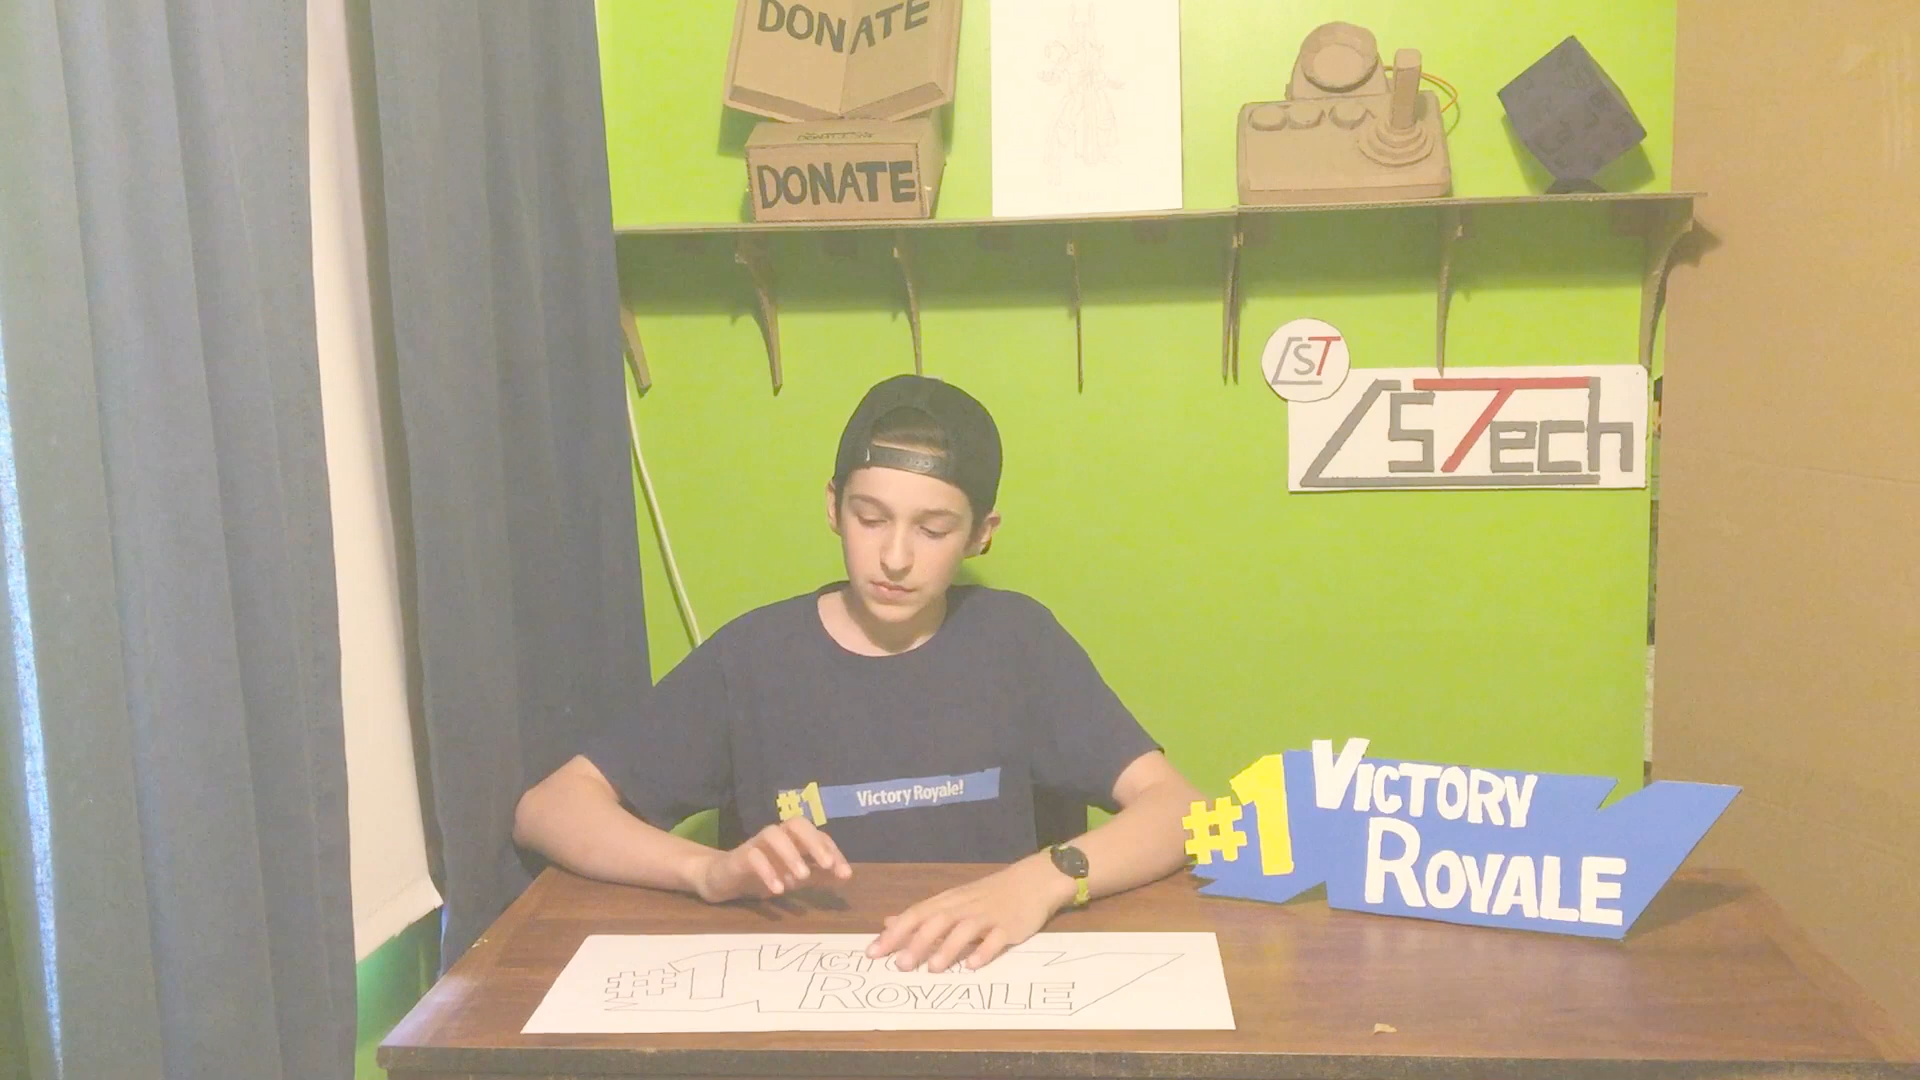 DONATE
DONATE
LST
LSTech
#1 Victory Royale!
#1 VICTORY
ROYALE
#1 VICTORY
ROYALE